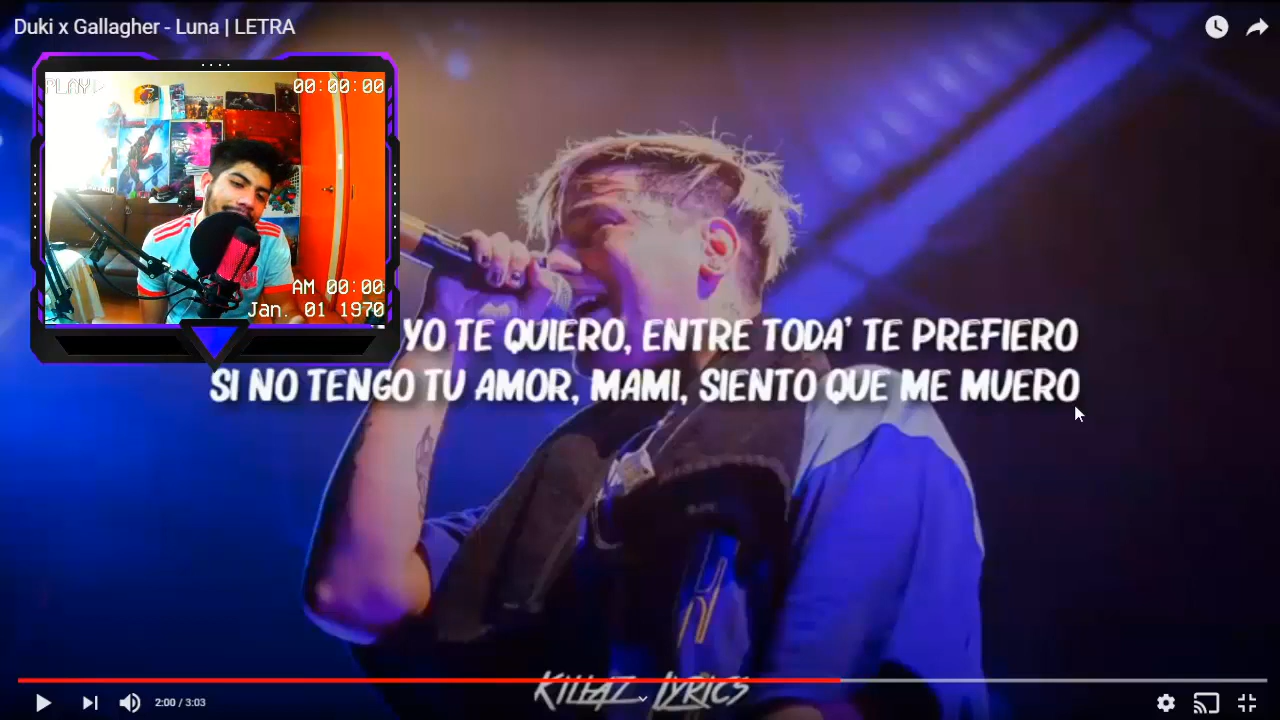 Duki x Gallagher - Luna | LETRA
PLAY
00:00:00
AM 00:00
Jan. 01 1970
YO TE QUIERO, ENTRE TODA' TE PREFIERO
SI NO TENGO TU AMOR, MAMI, SIENTO QUE ME MUERO
KILLAZ LYRICS
2:00 / 3:03